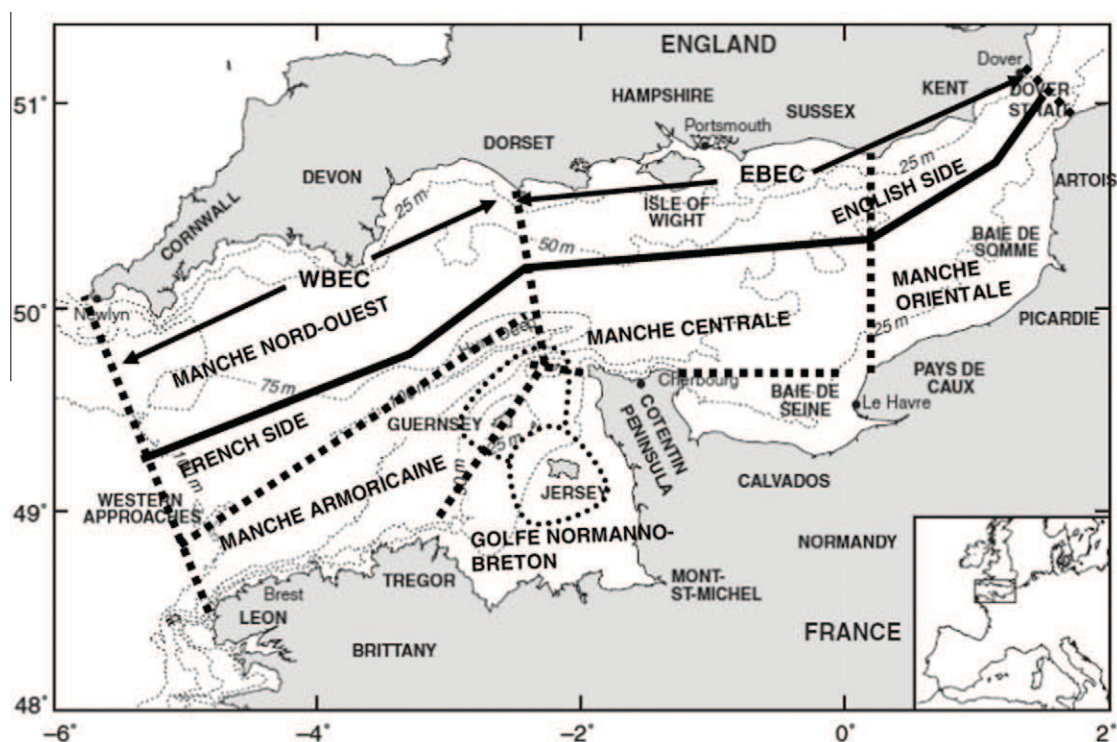 ENGLAND
Dover
51°
KENT
DOVER
STRAIT
HAMPSHIRE
SUSSEX
Portsmouth
DORSET
DEVON
25 m
25 m
EBEC
ARTOIS
ISLE OF
WIGHT
ENGLISH SIDE
CORNWALL
50 m
BAIE DE
SOMME
WBEC
MANCHE
ORIENTALE
50°
Newlyn
MANCHE NORD-OUEST
MANCHE CENTRALE
25 m
PICARDIE
75 m
Cherbourg
PAYS DE
CAUX
BAIE DE
SEINE
Le Havre
GUERNSEY
COTENTIN
PENINSULA
FRENCH SIDE
25 m
MANCHE ARMORICAINE
50 m
100 m
JERSEY
CALVADOS
WESTERN
APPROACHES
49°
GOLFE NORMANNO-
BRETON
NORMANDY
TREGOR
MONT-
ST-MICHEL
Brest
LEON
FRANCE
BRITTANY
48°
−6°
−4°
−2°
0°
2°